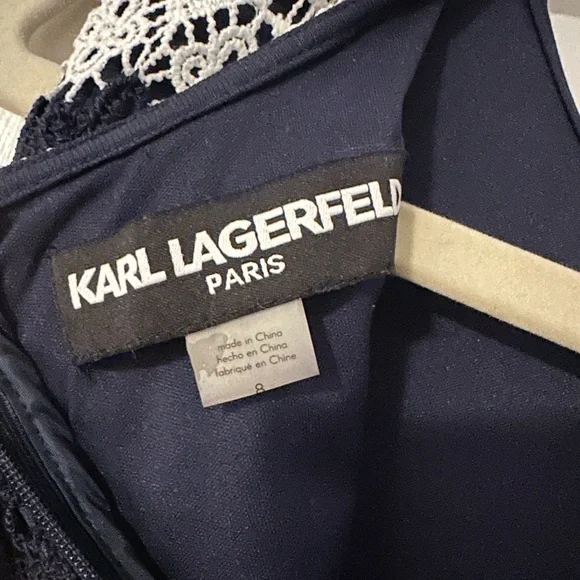 KARL LAGERFELD
PARIS
made in China
hecho en China
fabriqué en Chine
8